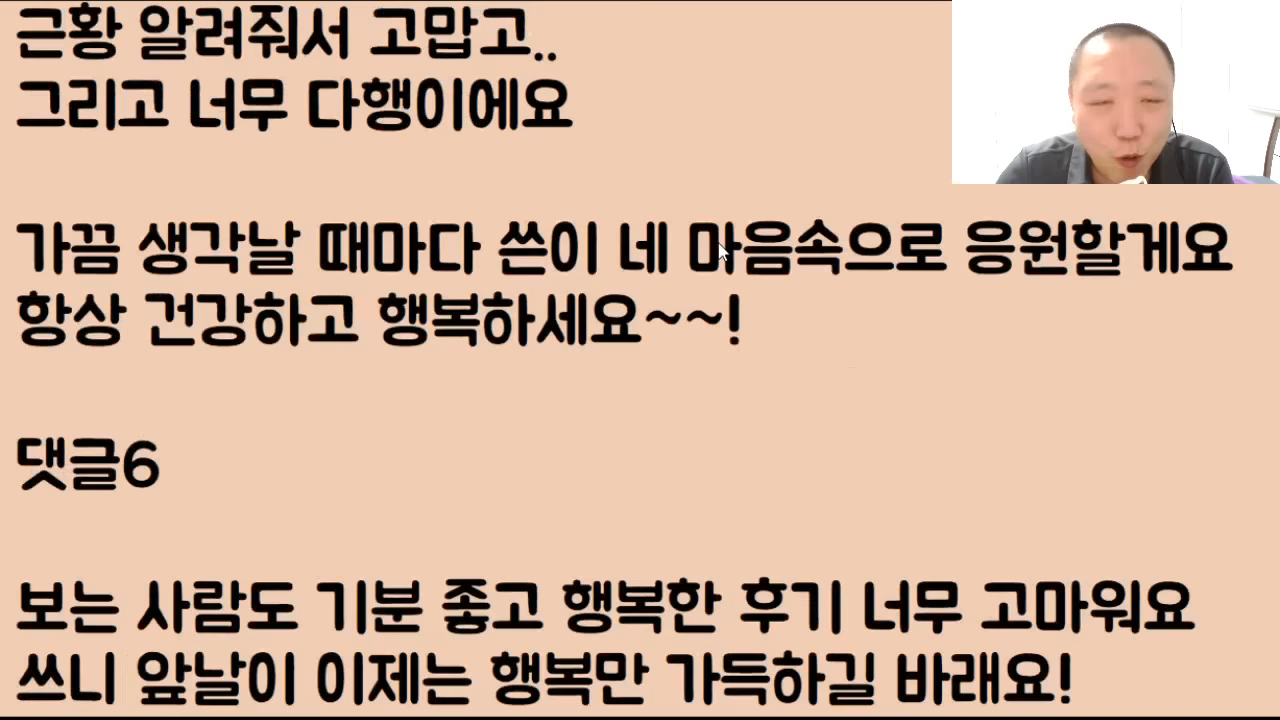 근황 알려줘서 고맙고..
그리고 너무 다행이에요
가끔 생각날 때마다 쓴이 네 마음속으로 응원할게요
항상 건강하고 행복하세요~~!
댓글6
보는 사람도 기분 좋고 행복한 후기 너무 고마워요
쓰니 앞날이 이제는 행복만 가득하길 바래요!